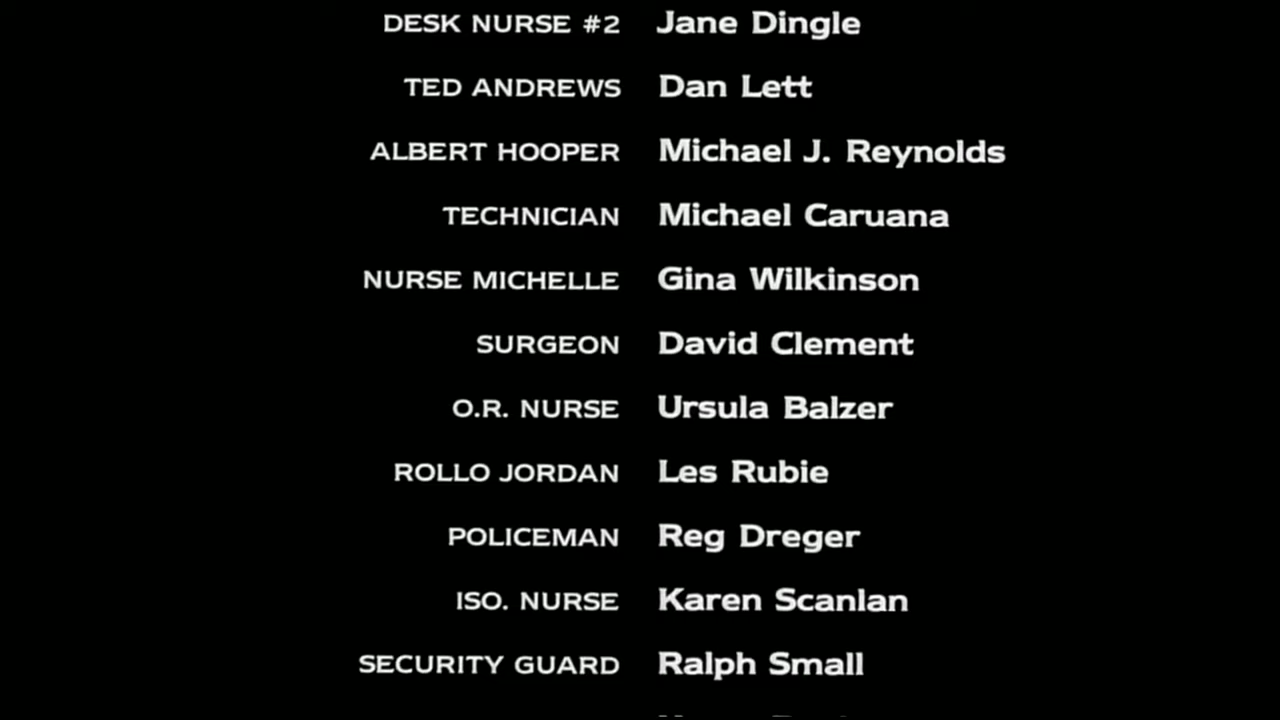 DESK NURSE #2 Jane Dingle
TED ANDREWS Dan Lett
ALBERT HOOPER Michael J. Reynolds
TECHNICIAN Michael Caruana
NURSE MICHELLE Gina Wilkinson
SURGEON David Clement
O.R. NURSE Ursula Balzer
ROLLO JORDAN Les Rubie
POLICEMAN Reg Dreger
ISO. NURSE Karen Scanlan
SECURITY GUARD Ralph Small